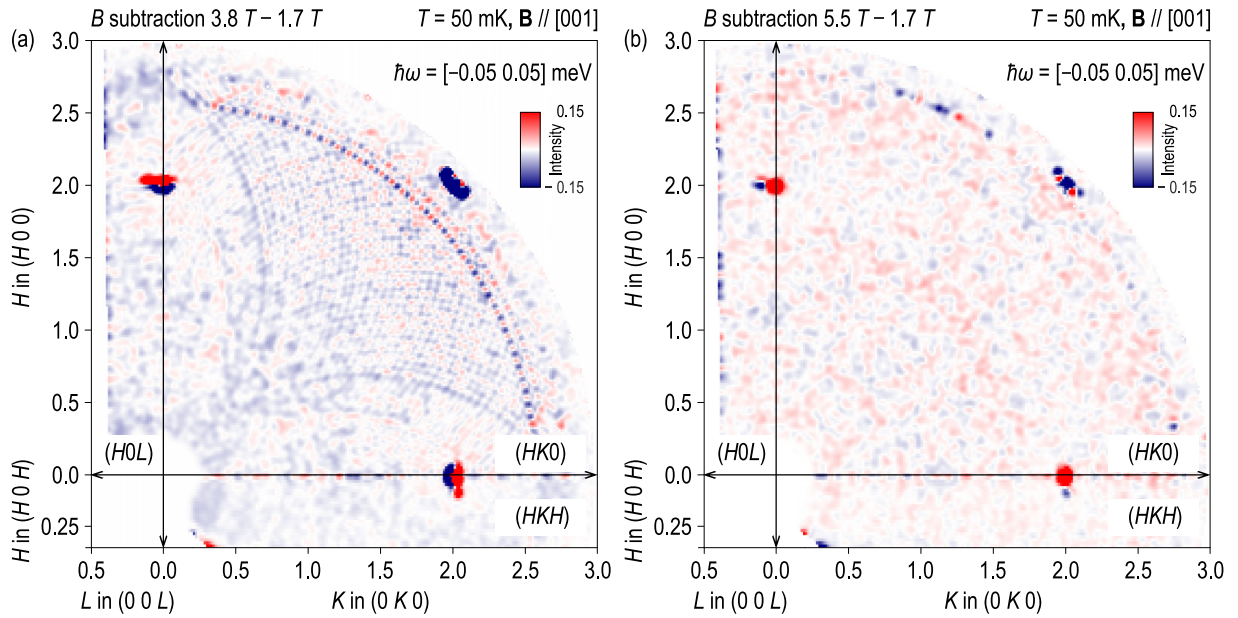 B subtraction 3.8 T – 1.7 T
T = 50 mK, B // [001]
(a)
ħω = [−0.05 0.05] meV
0.15
Intensity
−0.15
3.0
2.5
2.0
1.5
1.0
0.5
0.0
0.25
H in (H 0 0)
H in (H 0 H)
(H0L)
(HK0)
(HKH)
0.5 0.0 0.5 1.0 1.5 2.0 2.5 3.0
L in (0 0 L)
K in (0 K 0)
B subtraction 5.5 T – 1.7 T
T = 50 mK, B // [001]
(b)
ħω = [−0.05 0.05] meV
0.15
Intensity
−0.15
3.0
2.5
2.0
1.5
1.0
0.5
0.0
0.25
H in (H 0 0)
H in (H 0 H)
(H0L)
(HK0)
(HKH)
0.5 0.0 0.5 1.0 1.5 2.0 2.5 3.0
L in (0 0 L)
K in (0 K 0)